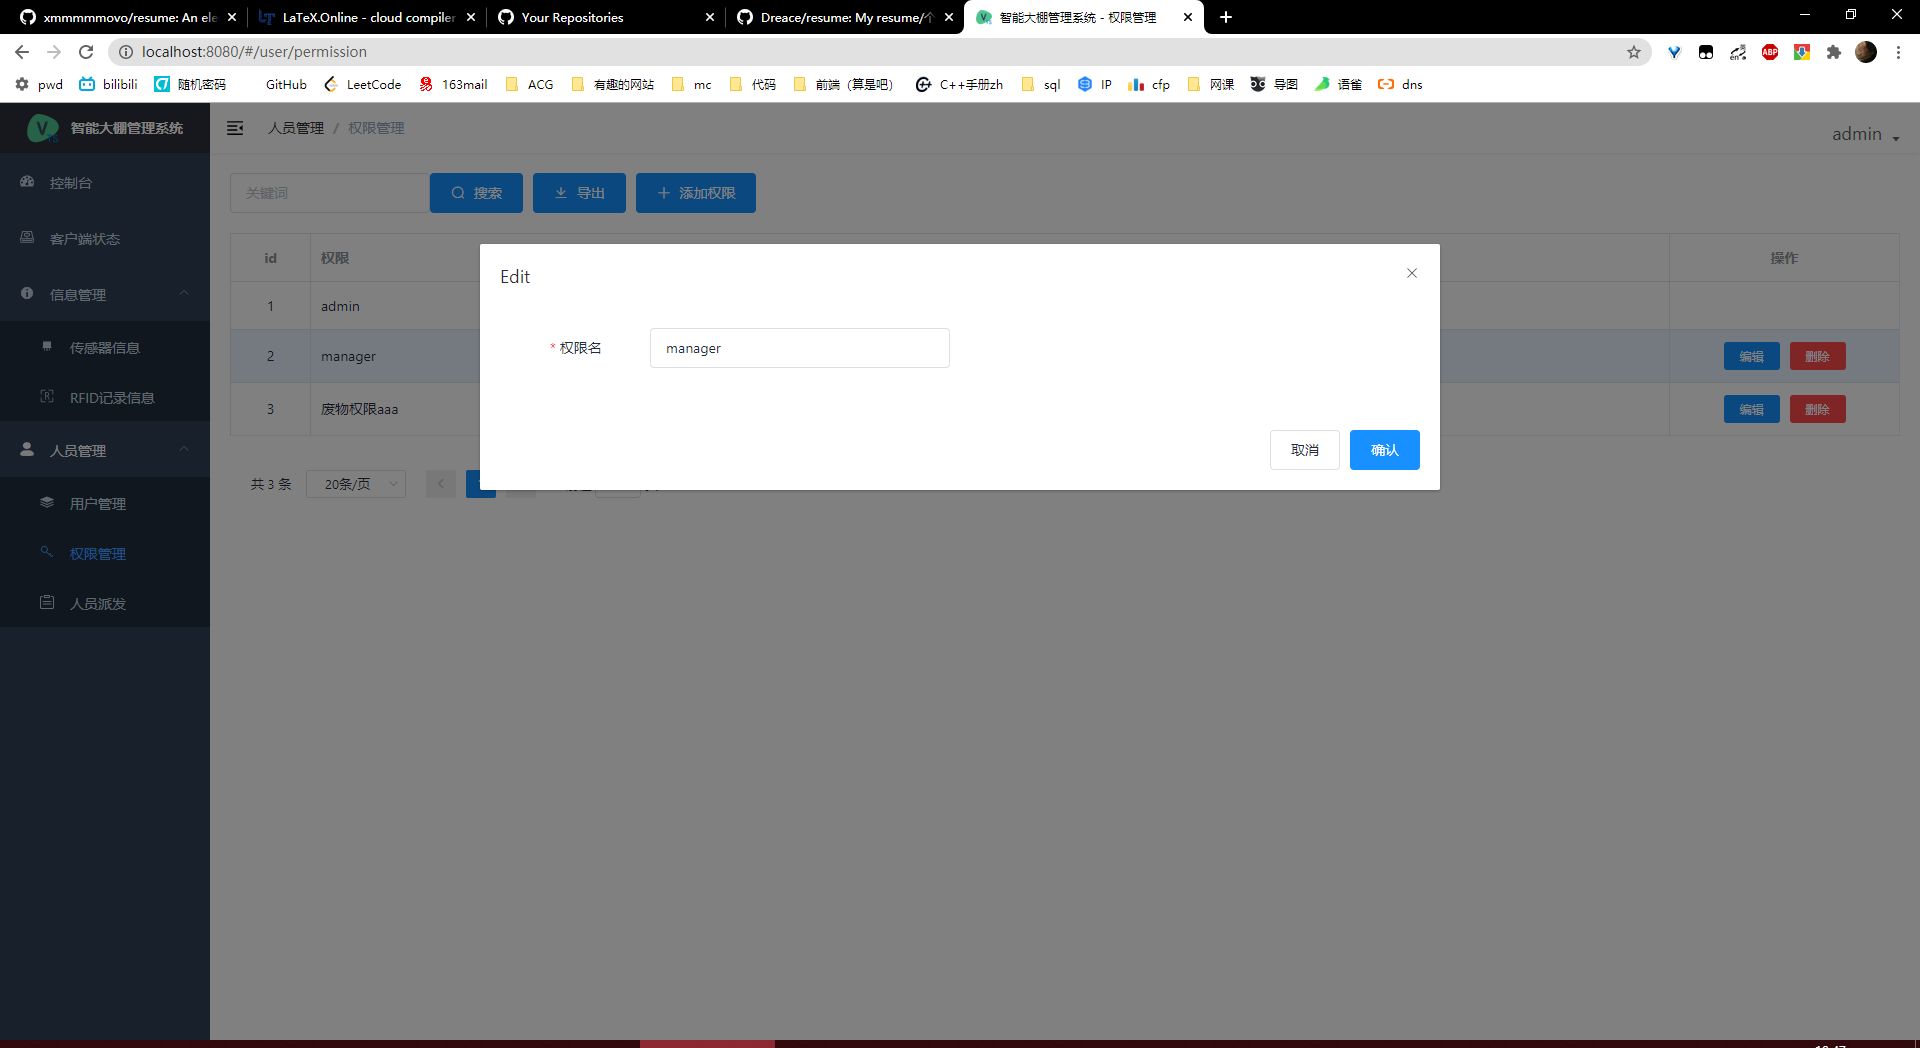 xmmmmmovo/resume: An ele
LaTeX.Online - cloud compiler
Your Repositories
Dreace/resume: My resume/个
智能大棚管理系统 - 权限管理
localhost:8080/#/user/permission
pwd
bilibili
随机密码
GitHub
LeetCode
163mail
ACG
有趣的网站
mc
代码
前端（算是吧）
C++手册zh
sql
IP
cfp
网课
导图
语雀
dns
智能大棚管理系统
人员管理 / 权限管理
admin
控制台
客户端状态
信息管理
传感器信息
RFID记录信息
人员管理
用户管理
权限管理
人员派发
关键词
搜索
导出
添加权限
id 权限 操作
1 admin
2 manager 编辑 删除
3 废物权限aaa 编辑 删除
共 3 条 20条/页
Edit
* 权限名 manager
取消 确认